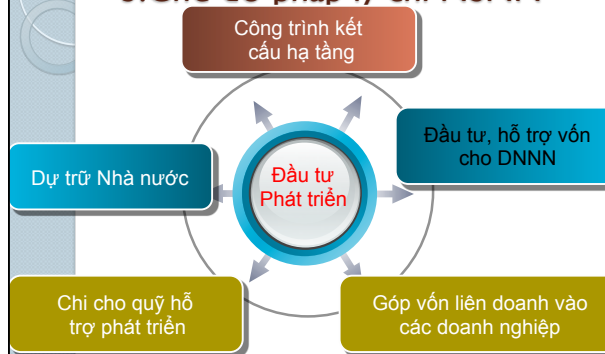 Công trình kết
cấu hạ tầng
Đầu tư, hỗ trợ vốn
cho DNNN
Dự trữ Nhà nước
Đầu tư
Phát triển
Chi cho quỹ hỗ
trợ phát triển
Góp vốn liên doanh vào
các doanh nghiệp